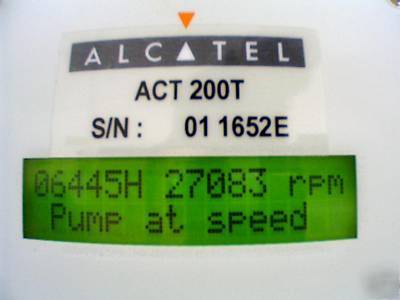 ALCATEL
ACT 200T
S/N : 01 1652E
06445H 27083 rpm
Pump at speed